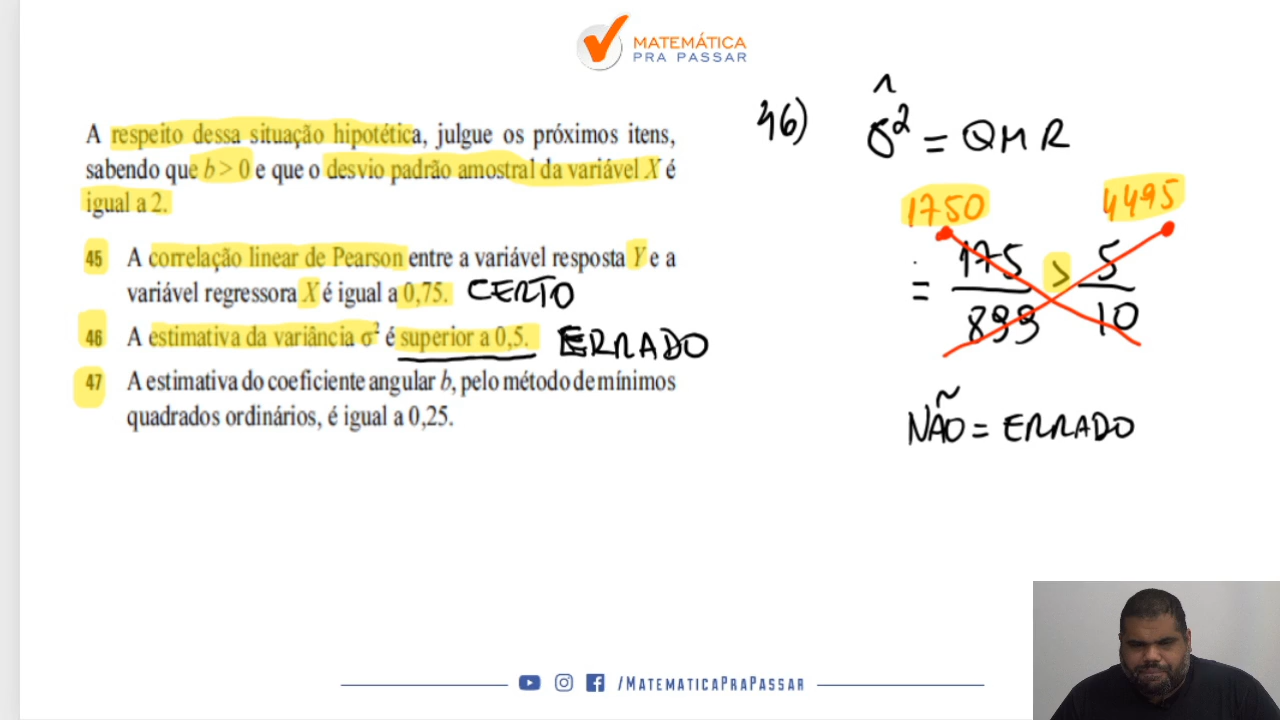 MATEMÁTICA
PRA PASSAR
A respeito dessa situação hipotética, julgue os próximos itens,
sabendo que b > 0 e que o desvio padrão amostral da variável X é
igual a 2.
45 A correlação linear de Pearson entre a variável resposta Y e a
variável regressora X é igual a 0,75. CERTO
46 A estimativa da variância σ² é superior a 0,5. ERRADO
47 A estimativa do coeficiente angular b, pelo método de mínimos
quadrados ordinários, é igual a 0,25.
46) σ̂² = QMR
1750 4495
= 175/899 > 5/10
NÃO = ERRADO
/MATEMATICAPRAPASSAR